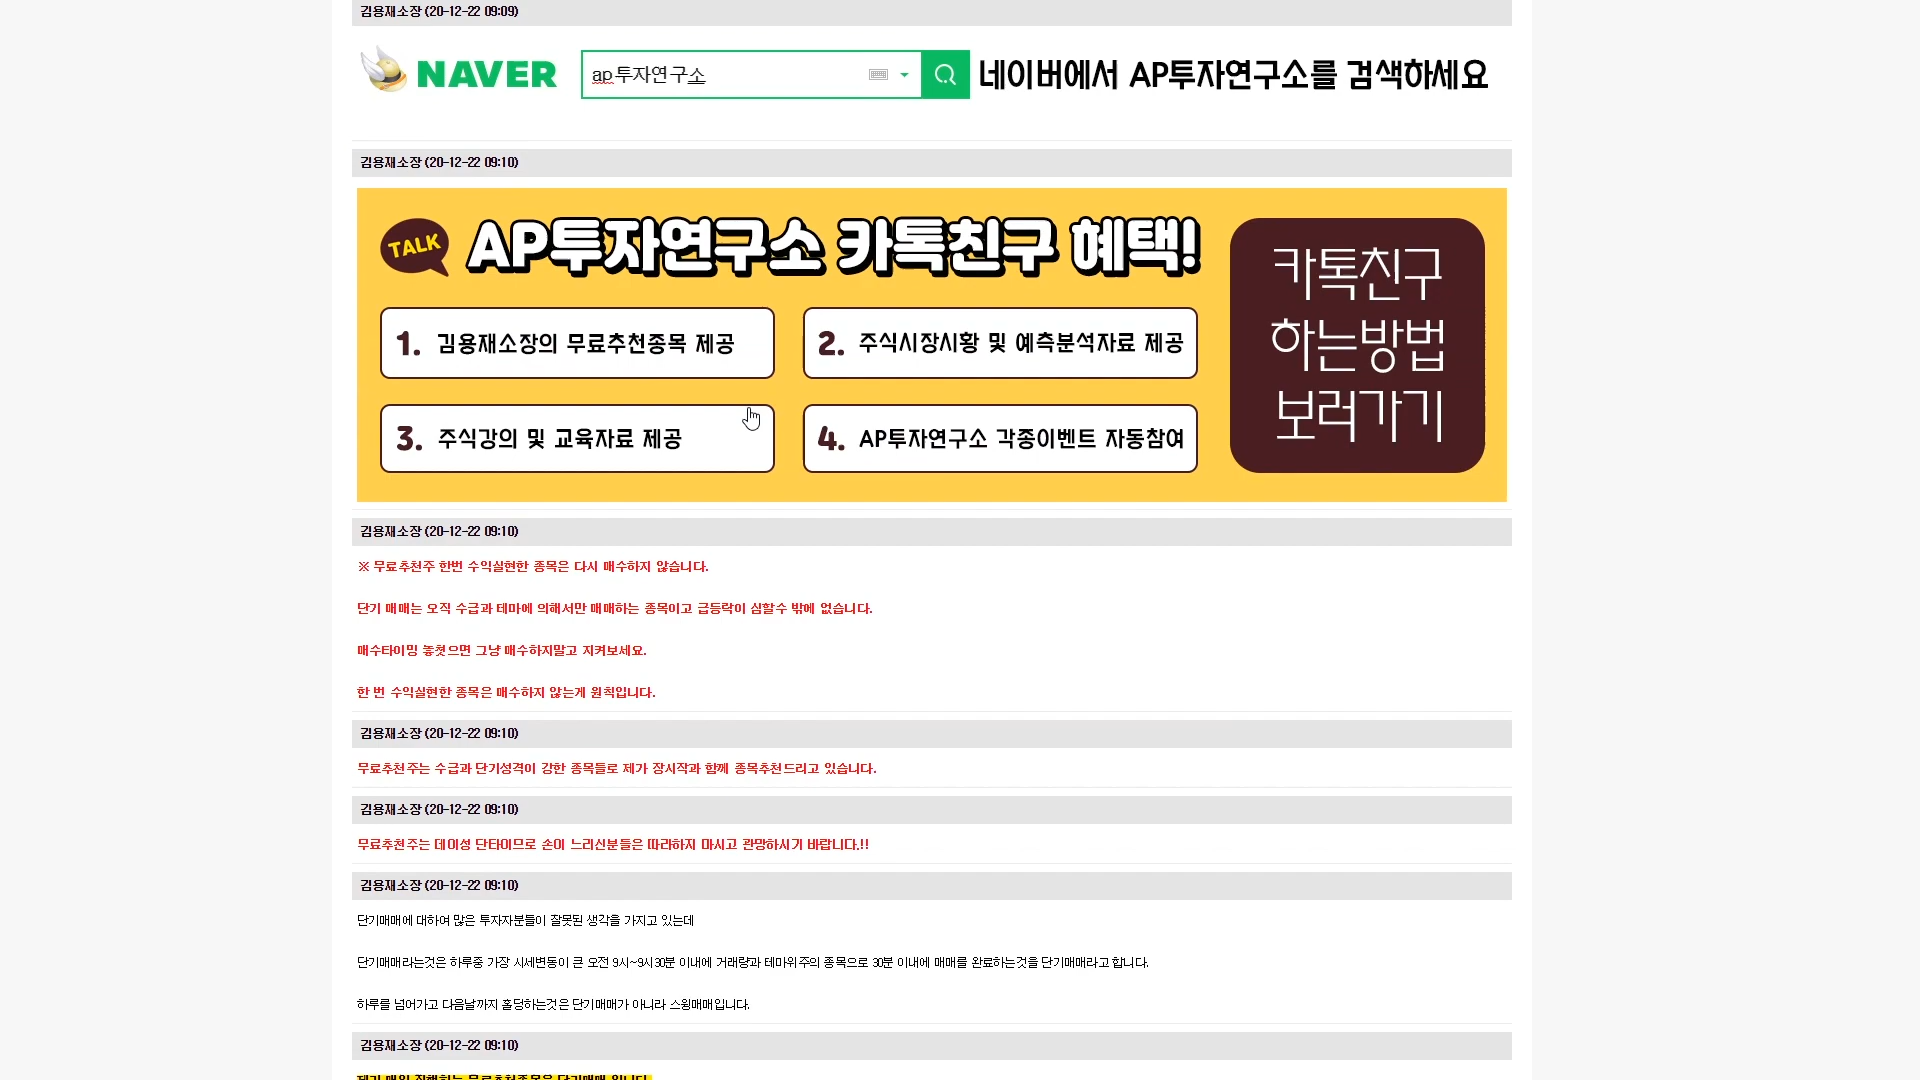 김용재소장 (20-12-22 09:09)
NAVER ap투자연구소 네이버에서 AP투자연구소를 검색하세요
김용재소장 (20-12-22 09:10)
TALK AP투자연구소 카톡친구 혜택!
1. 김용재소장의 무료추천종목 제공
2. 주식시장시황 및 예측분석자료 제공
3. 주식강의 및 교육자료 제공
4. AP투자연구소 각종이벤트 자동참여
카톡친구
하는방법
보러가기
김용재소장 (20-12-22 09:10)
※ 무료추천주 한번 수익실현한 종목은 다시 매수하지 않습니다.
단기 매매는 오직 수급과 테마에 의해서만 매매하는 종목이고 급등락이 심할수 밖에 없습니다.
매수타이밍 놓쳣으면 그냥 매수하지말고 지켜보세요.
한 번 수익실현한 종목은 매수하지 않는게 원칙입니다.
김용재소장 (20-12-22 09:10)
무료추천주는 수급과 단기성격이 강한 종목들로 제가 장시작과 함께 종목추천드리고 있습니다.
김용재소장 (20-12-22 09:10)
무료추천주는 데이성 단타이므로 손이 느리신분들은 따라하지 마시고 관망하시기 바랍니다.!!
김용재소장 (20-12-22 09:10)
단기매매에 대하여 많은 투자자분들이 잘못된 생각을 가지고 있는데
단기매매라는것은 하루중 가장 시세변동이 큰 오전 9시~9시30분 이내에 거래량과 테마위주의 종목으로 30분 이내에 매매를 완료하는것을 단기매매라고 합니다.
하루를 넘어가고 다음날까지 홀딩하는것은 단기매매가 아니라 스윙매매입니다.
김용재소장 (20-12-22 09:10)
제가 매일 진행하는 무료추천종목은 단기매매 입니다.